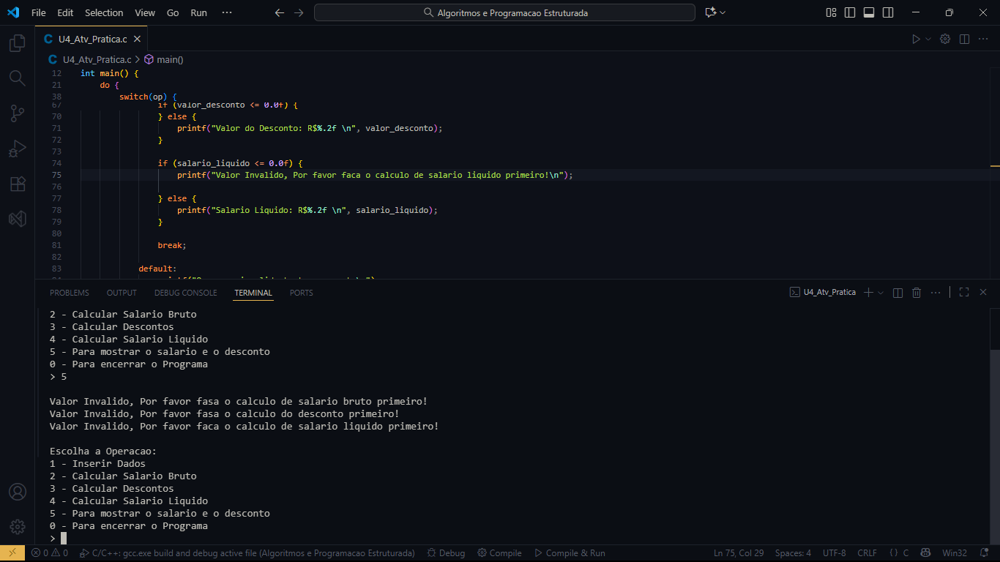 File Edit Selection View Go Run ··· Algoritmos e Programacao Estruturada
C U4_Atv_Pratica.c
C U4_Atv_Pratica.c > main()
12 int main() {
21 do {
38 switch(op) {
67 if (valor_desconto <= 0.0f) {
70 } else {
71 printf("Valor do Desconto: R$%.2f \n", valor_desconto);
72 }
73
74 if (salario_liquido <= 0.0f) {
75 printf("Valor Invalido, Por favor faca o calculo de salario liquido primeiro!\n");
76
77 } else {
78 printf("Salario Liquido: R$%.2f \n", salario_liquido);
79 }
80
81 break;
82
83 default:
PROBLEMS OUTPUT DEBUG CONSOLE TERMINAL PORTS U4_Atv_Pratica
2 - Calcular Salario Bruto
3 - Calcular Descontos
4 - Calcular Salario Liquido
5 - Para mostrar o salario e o desconto
0 - Para encerrar o Programa
> 5
Valor Invalido, Por favor fasa o calculo de salario bruto primeiro!
Valor Invalido, Por favor fasa o calculo do desconto primeiro!
Valor Invalido, Por favor faca o calculo de salario liquido primeiro!
Escolha a Operacao:
1 - Inserir Dados
2 - Calcular Salario Bruto
3 - Calcular Descontos
4 - Calcular Salario Liquido
5 - Para mostrar o salario e o desconto
0 - Para encerrar o Programa
>
0 0 C/C++: gcc.exe build and debug active file (Algoritmos e Programacao Estruturada) Debug Compile Compile & Run Ln 75, Col 29 Spaces: 4 UTF-8 CRLF {} C Win32